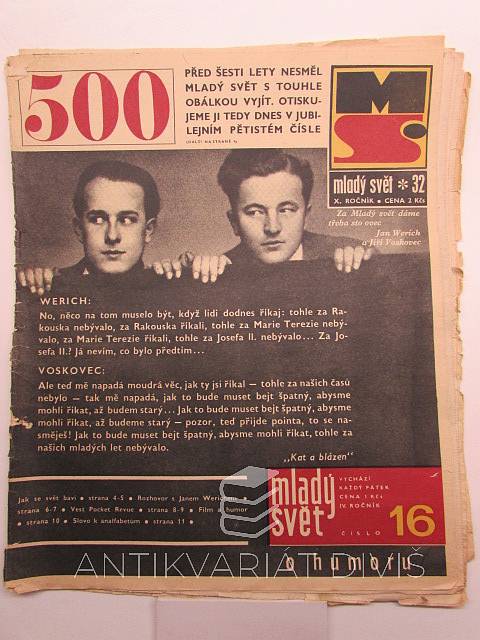 500
PŘED ŠESTI LETY NESMĚL
MLADÝ SVĚT S TOUHLE
OBÁLKOU VYJÍT. OTISKU-
JEME JI TEDY DNES V JUBI-
LEJNÍM PĚTISTÉM ČÍSLE
MS
mladý svět * 32
X. ROČNÍK • CENA 2 Kčs
Za Mladý svět dáme
třeba sto ovec
Jan Werich
a Jiří Voskovec
WERICH:
No, něco na tom muselo být, když lidi dodnes říkaj: tohle za Ra-
kouska nebývalo, za Rakouska říkali, tohle za Marie Terezie neby-
valo, za Marie Terezie říkali, tohle za Josefa II. nebývalo... Za Jo-
sefa II.? Já nevím, co bylo předtím...
VOSKOVEC:
Ale teď mě napadá moudrá věc, jak ty jsi říkal — tohle za našich časů
nebylo — tak mě napadá, jak to bude muset bejt špatný, abysme
mohli říkat, až budem starý... Jak to bude muset bejt špatný, abysme
mohli říkat, až budeme starý — pozor, teď přijde pointa, to se na-
směješ! Jak to bude muset bejt špatný, abysme mohli říkat, tohle za
našich mladých let nebývalo.
„Kat a blázen"
Jak se svět baví • strana 4-5 • Rozhovor s Janem Werichem •
strana 6-7 • Vest Pocket Revue • strana 8-9 • Film a humor
• strana 10 • Slovo k analfabetům • strana 11 •
mladý
svět
VYCHÁZÍ
KAŽDÝ PÁTEK
CENA 1 Kčs
IV. ROČNÍK
ČÍSLO 16
o humoru
ANTIKVARIÁT DIVIŠ